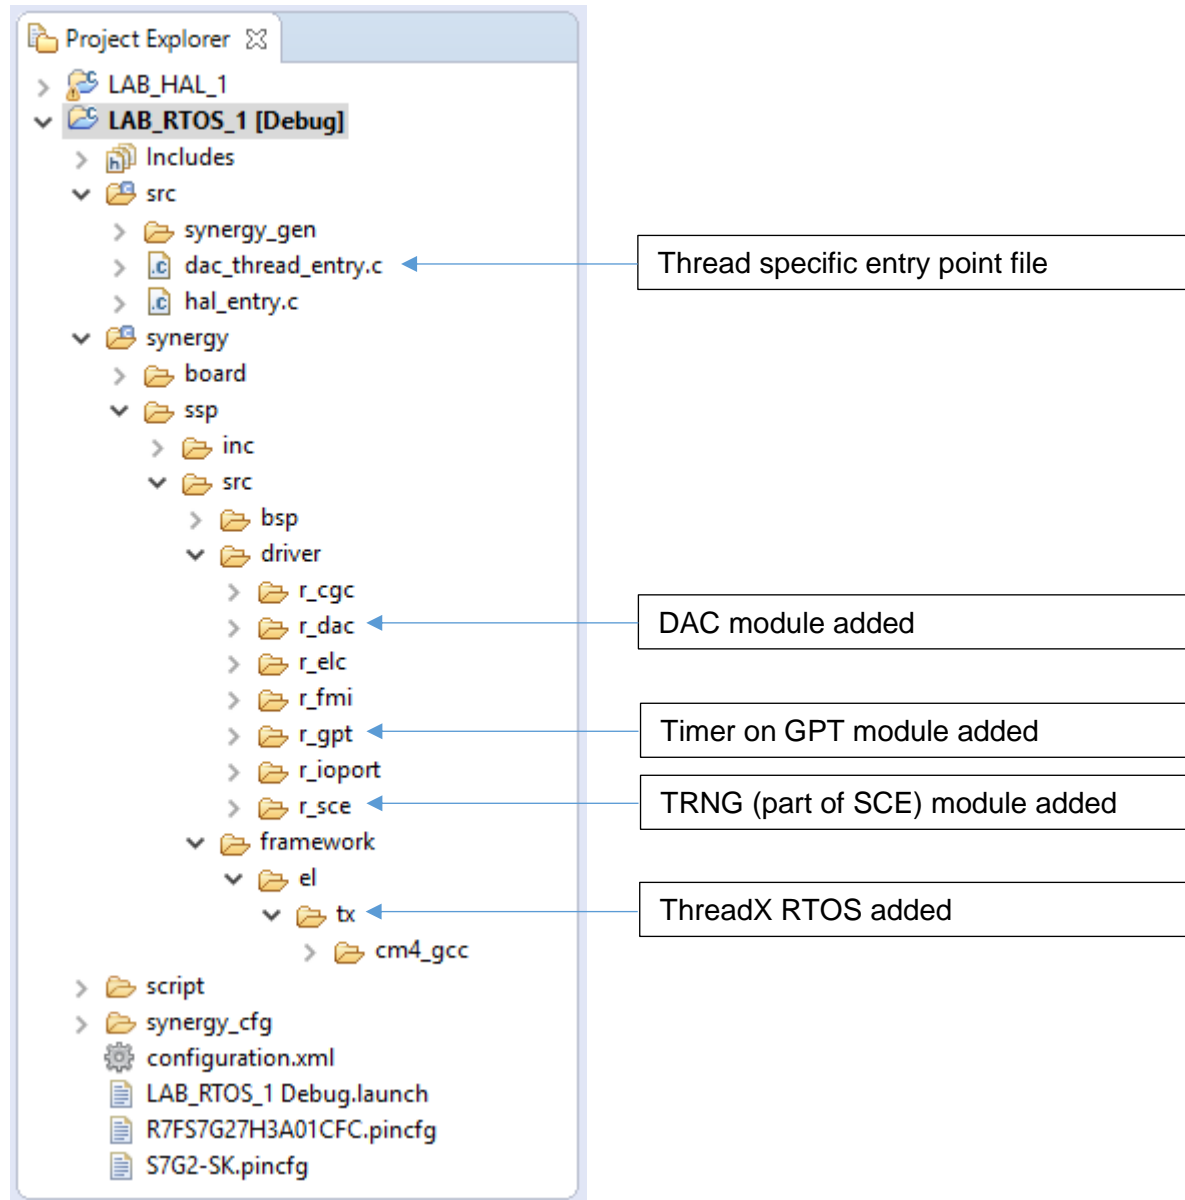 Project Explorer
LAB_HAL_1
LAB_RTOS_1 [Debug]
Includes
src
synergy_gen
dac_thread_entry.c
Thread specific entry point file
hal_entry.c
synergy
board
ssp
inc
src
bsp
driver
r_cgc
r_dac
DAC module added
r_elc
r_fmi
r_gpt
Timer on GPT module added
r_ioport
r_sce
TRNG (part of SCE) module added
framework
el
tx
ThreadX RTOS added
cm4_gcc
script
synergy_cfg
configuration.xml
LAB_RTOS_1 Debug.launch
R7FS7G27H3A01CFC.pincfg
S7G2-SK.pincfg